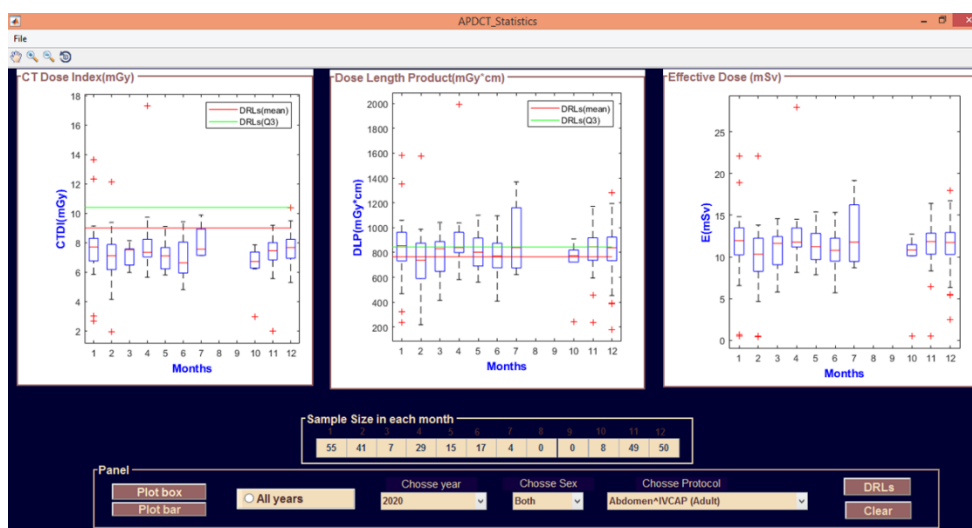 APDCT_Statistics
File
CT Dose Index(mGy)
18
16
14
12
10
8
6
4
2
CTDI(mGy)
DRLs(mean)
DRLs(Q3)
1 2 3 4 5 6 7 8 9 10 11 12
Months
Dose Length Product(mGy*cm)
2000
1800
1600
1400
1200
1000
800
600
400
200
DLP(mGy*cm)
DRLs(mean)
DRLs(Q3)
1 2 3 4 5 6 7 8 9 10 11 12
Months
Effective Dose (mSv)
25
20
15
10
5
0
E(mSv)
1 2 3 4 5 6 7 8 9 10 11 12
Months
Sample Size in each month
1 2 3 4 5 6 7 8 9 10 11 12
55 41 7 29 15 17 4 0 0 8 49 50
Panel
Plot box
Plot bar
All years
Chosse year
2020
Chosse Sex
Both
Chosse Protocol
Abdomen^IVCAP (Adult)
DRLs
Clear